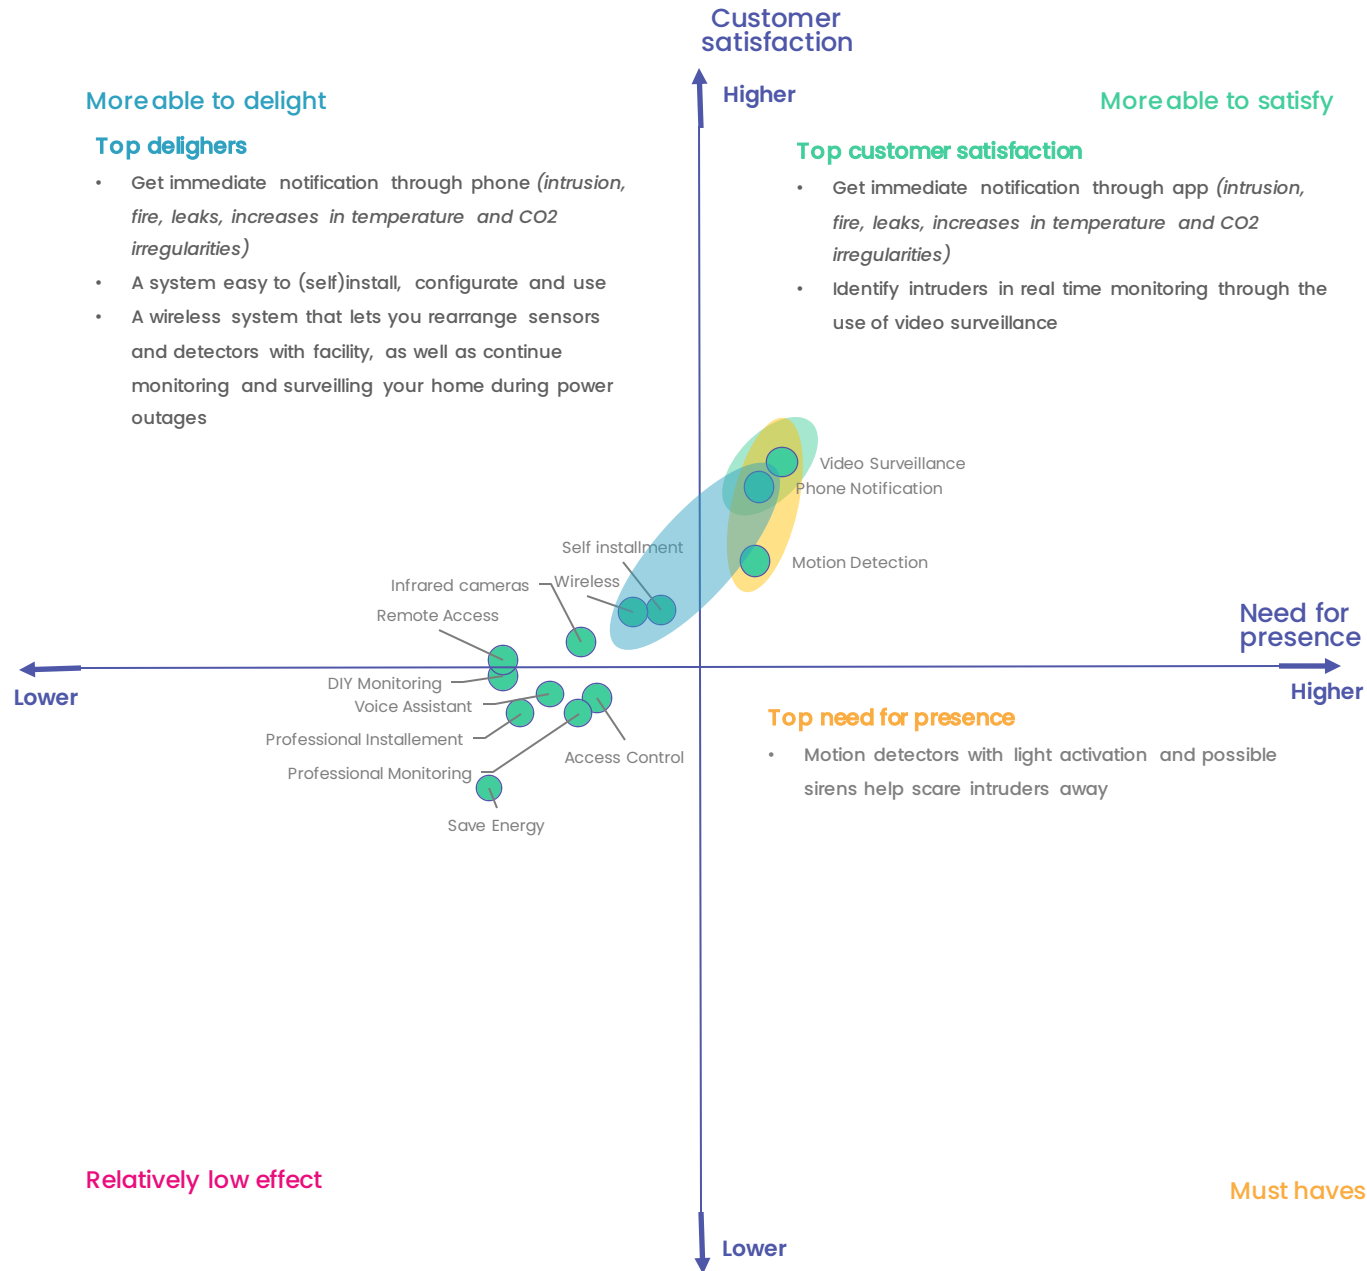 Customer
satisfaction
Higher
More able to delight
More able to satisfy
Top delighers
• Get immediate notification through phone (intrusion,
fire, leaks, increases in temperature and CO2
irregularities)
• A system easy to (self)install, configurate and use
• A wireless system that lets you rearrange sensors
and detectors with facility, as well as continue
monitoring and surveilling your home during power
outages
Top customer satisfaction
• Get immediate notification through app (intrusion,
fire, leaks, increases in temperature and CO2
irregularities)
• Identify intruders in real time monitoring through the
use of video surveillance
Video Surveillance
Phone Notification
Self installment
Motion Detection
Infrared cameras
Wireless
Remote Access
Need for
presence
Lower
Higher
DIY Monitoring
Voice Assistant
Professional Installement
Access Control
Professional Monitoring
Save Energy
Top need for presence
• Motion detectors with light activation and possible
sirens help scare intruders away
Relatively low effect
Must haves
Lower